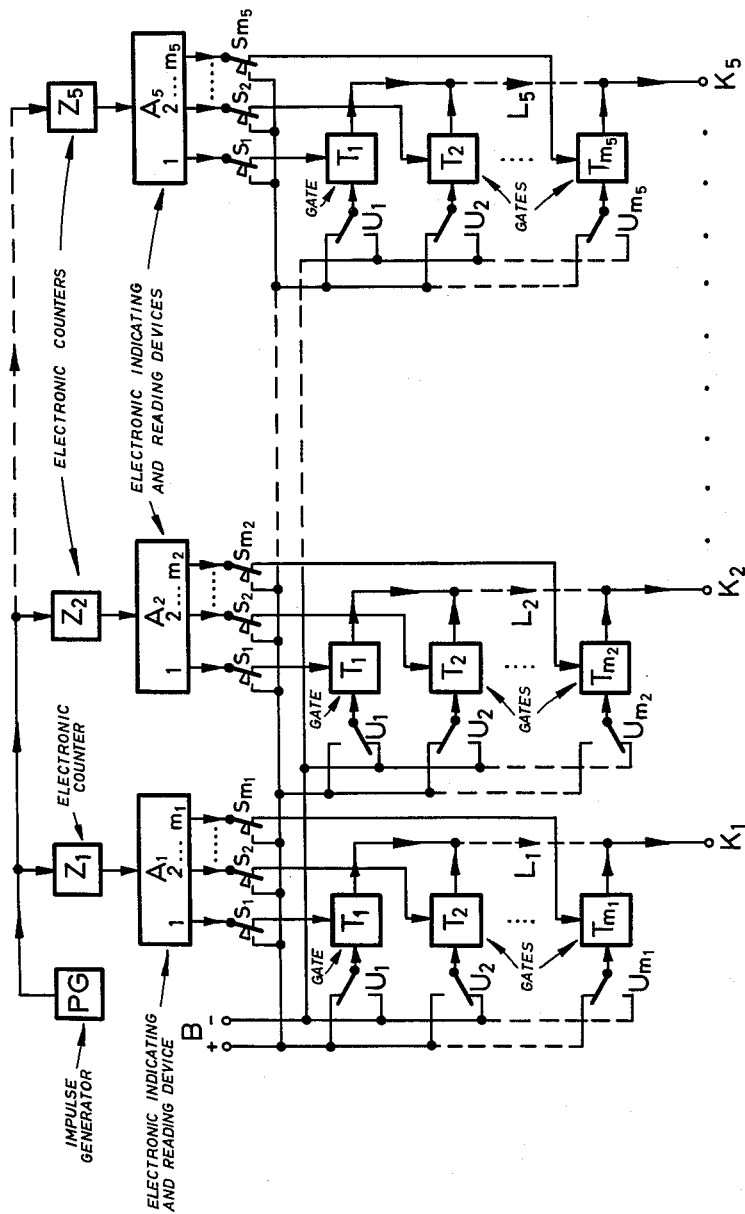 PG
IMPULSE
GENERATOR
ELECTRONIC INDICATING
AND READING DEVICE
ELECTRONIC
COUNTER
Z1
A1
1 2 ... m1
S1 S2 ...... Sm1
B
+ -
GATE
T1
U1
T2
U2
GATES
....
Tm1
Um1
L1
K1
Z2
A2
1 2 ... m2
S1 S2 ...... Sm2
GATE
T1
U1
T2
U2
GATES
....
Tm2
Um2
L2
K2
ELECTRONIC COUNTERS
ELECTRONIC INDICATING
AND READING DEVICES
Z5
A5
1 2 ... m5
S1 S2 ...... Sm5
GATE
T1
U1
T2
U2
GATES
....
Tm5
Um5
L5
K5